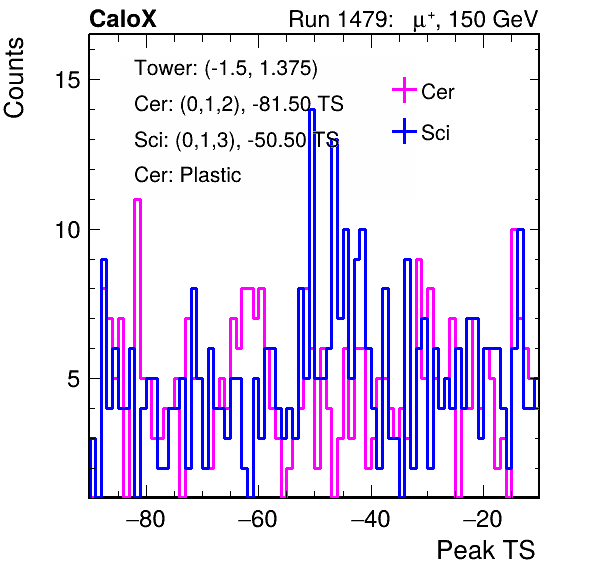 CaloX Run 1479: μ⁺, 150 GeV
Tower: (-1.5, 1.375)
Cer: (0,1,2), -81.50 TS
Sci: (0,1,3), -50.50 TS
Cer: Plastic
Cer
Sci
Counts
15
10
5
−80 −60 −40 −20
Peak TS